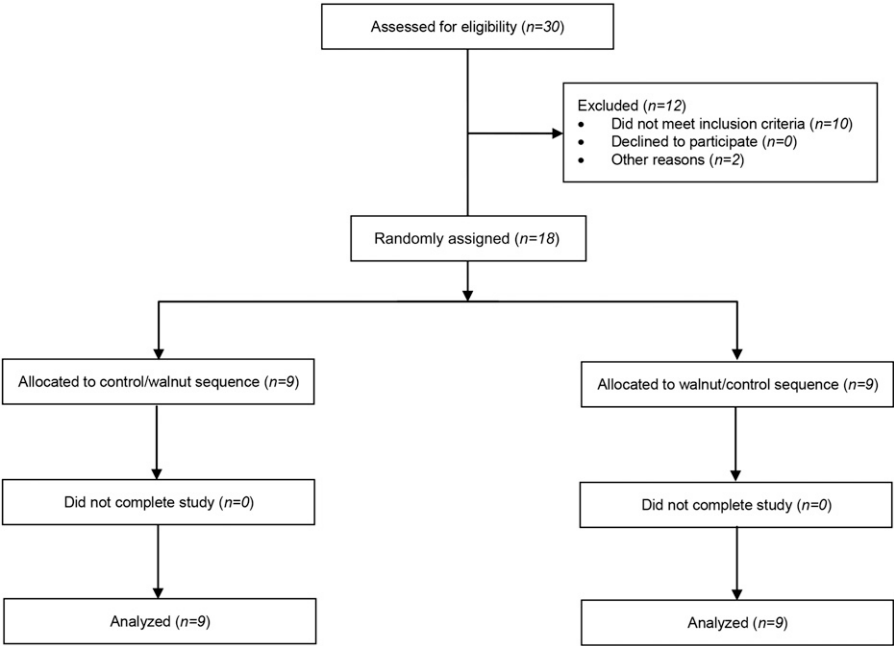 Assessed for eligibility (n=30)
Excluded (n=12)
• Did not meet inclusion criteria (n=10)
• Declined to participate (n=0)
• Other reasons (n=2)
Randomly assigned (n=18)
Allocated to control/walnut sequence (n=9)
Allocated to walnut/control sequence (n=9)
Did not complete study (n=0)
Did not complete study (n=0)
Analyzed (n=9)
Analyzed (n=9)